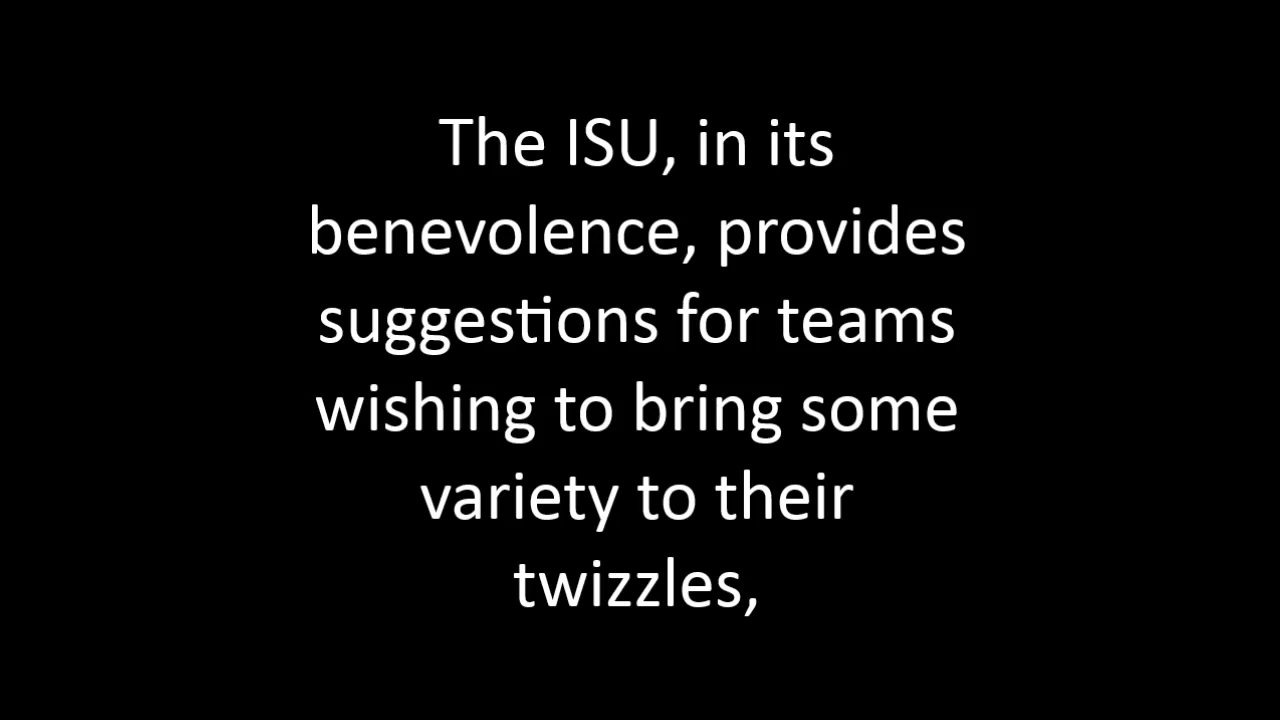 The ISU, in its
benevolence, provides
suggestions for teams
wishing to bring some
variety to their
twizzles,